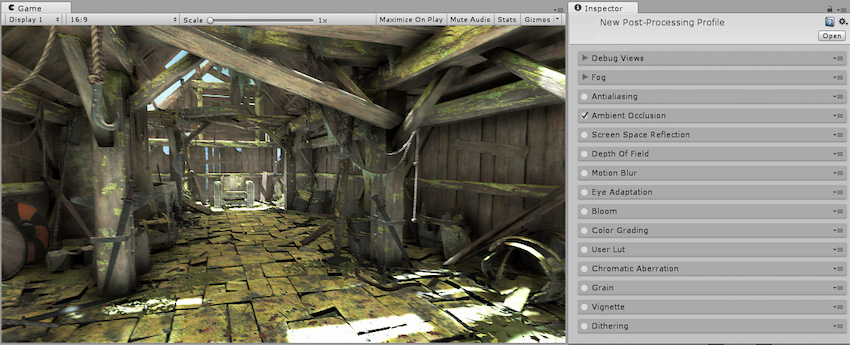 Game
Display 1 16:9 Scale 1x Maximize On Play Mute Audio Stats Gizmos
Inspector
New Post-Processing Profile
Open
Debug Views
Fog
Antialiasing
Ambient Occlusion
Screen Space Reflection
Depth Of Field
Motion Blur
Eye Adaptation
Bloom
Color Grading
User Lut
Chromatic Aberration
Grain
Vignette
Dithering